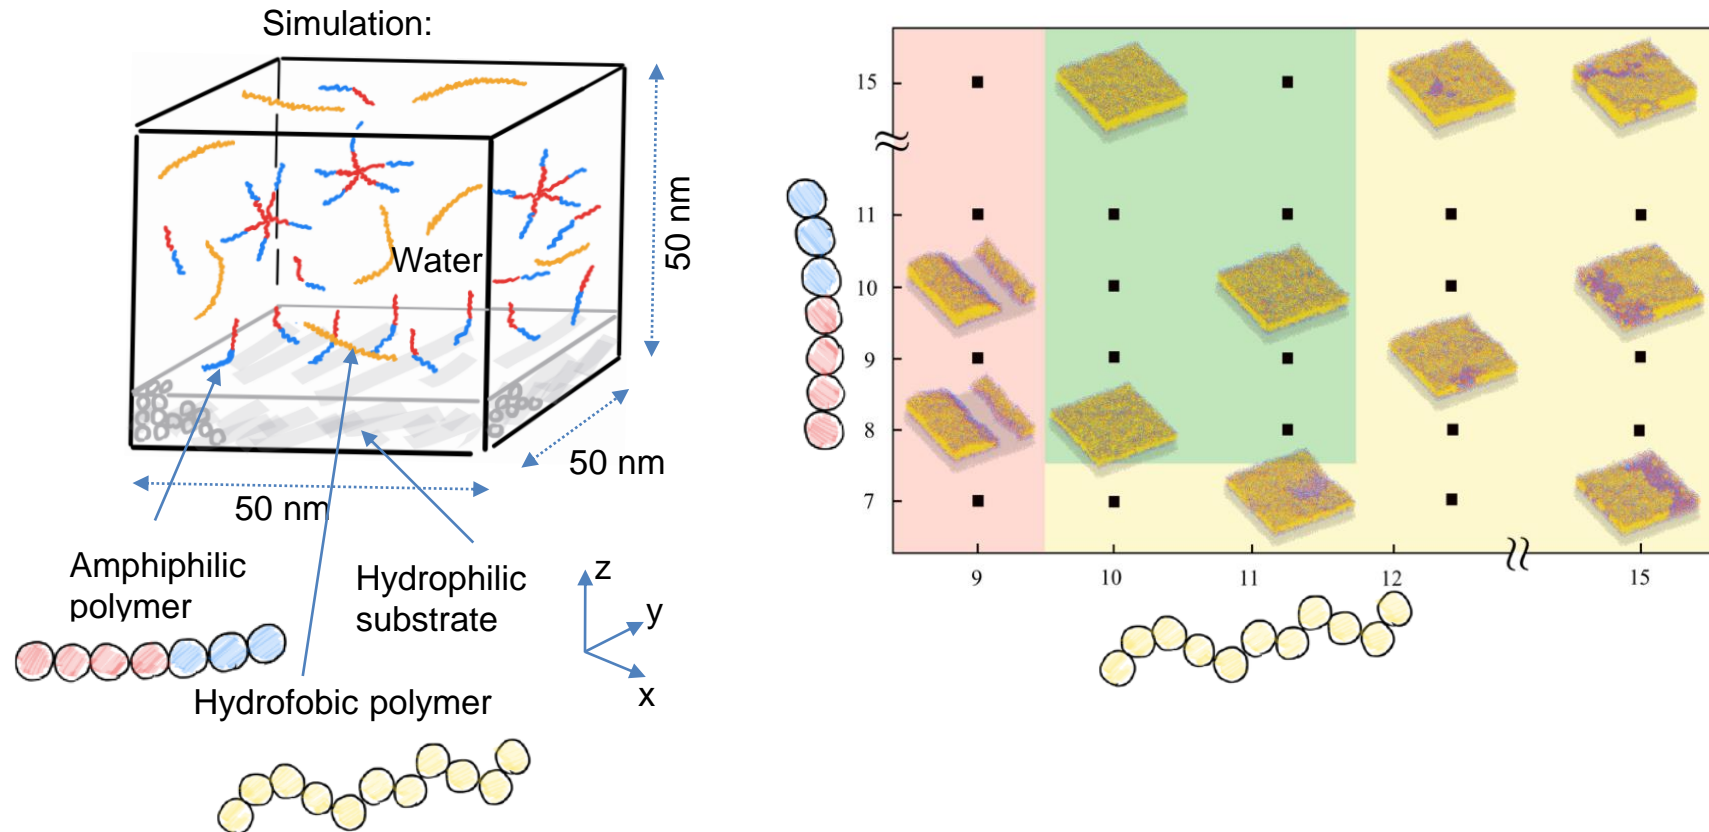 Simulation:
Water
50 nm
50 nm
50 nm
Amphiphilic
polymer
Hydrophilic
substrate
z
y
x
Hydrofobic polymer
15
11
10
9
8
7
9
10
11
12
15